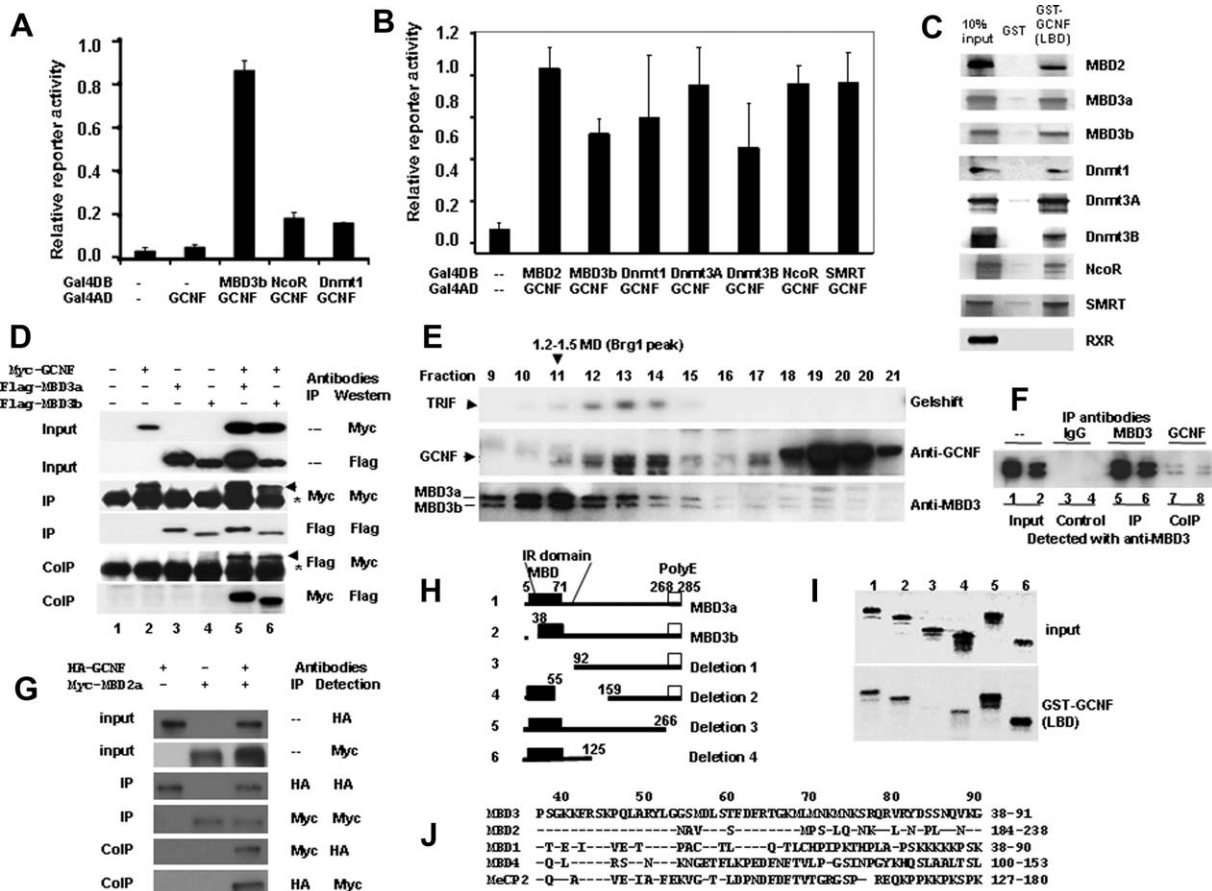 A
Relative reporter activity
1.0
0.8
0.6
0.4
0.2
0.0
Gal4DB - - MBD3b NcoR Dnmt1
Gal4AD - GCNF GCNF GCNF GCNF
B
Relative reporter activity
1.2
1.0
0.8
0.6
0.4
0.2
0.0
Gal4DB -- MBD2 MBD3b Dnmt1 Dnmt3A Dnmt3B NcoR SMRT
Gal4AD -- GCNF GCNF GCNF GCNF GCNF GCNF GCNF
C
10% input GST GST-GCNF (LBD)
MBD2
MBD3a
MBD3b
Dnmt1
Dnmt3A
Dnmt3B
NcoR
SMRT
RXR
D
Myc-GCNF - + - - + +
Flag-MBD3a - - + - + -
Flag-MBD3b - - - + - +
Antibodies
IP Western
Input --- Myc
Input --- Flag
IP * Myc Myc
IP Flag Flag
CoIP * Flag Myc
CoIP Myc Flag
1 2 3 4 5 6
E
1.2-1.5 MD (Brg1 peak)
Fraction 9 10 11 12 13 14 15 16 17 18 19 20 20 21
TRIF Gelshift
GCNF Anti-GCNF
MBD3a
MBD3b Anti-MBD3
F
IP antibodies
-- IgG MBD3 GCNF
1 2 3 4 5 6 7 8
Input Control IP CoIP
Detected with anti-MBD3
G
HA-GCNF + - +
Myc-MBD2a - + +
Antibodies
IP Detection
input -- HA
input -- Myc
IP HA HA
IP Myc Myc
CoIP Myc HA
CoIP HA Myc
H
IR domain
MBD PolyE
5 71 268 285
1 MBD3a
38
2 MBD3b
92
3 Deletion 1
55 159
4 Deletion 2
266
5 Deletion 3
125
6 Deletion 4
I
1 2 3 4 5 6
input
GST-GCNF (LBD)
J
40 50 60 70 80 90
MBD3 PSGKKFRSKPQLARYLGGSMDLSTFDFRTGKMLMNKMNKSRQRVRYDSSNQVKG 38-91
MBD2 184-238
MBD1 38-90
MBD4 100-153
MeCP2 127-180